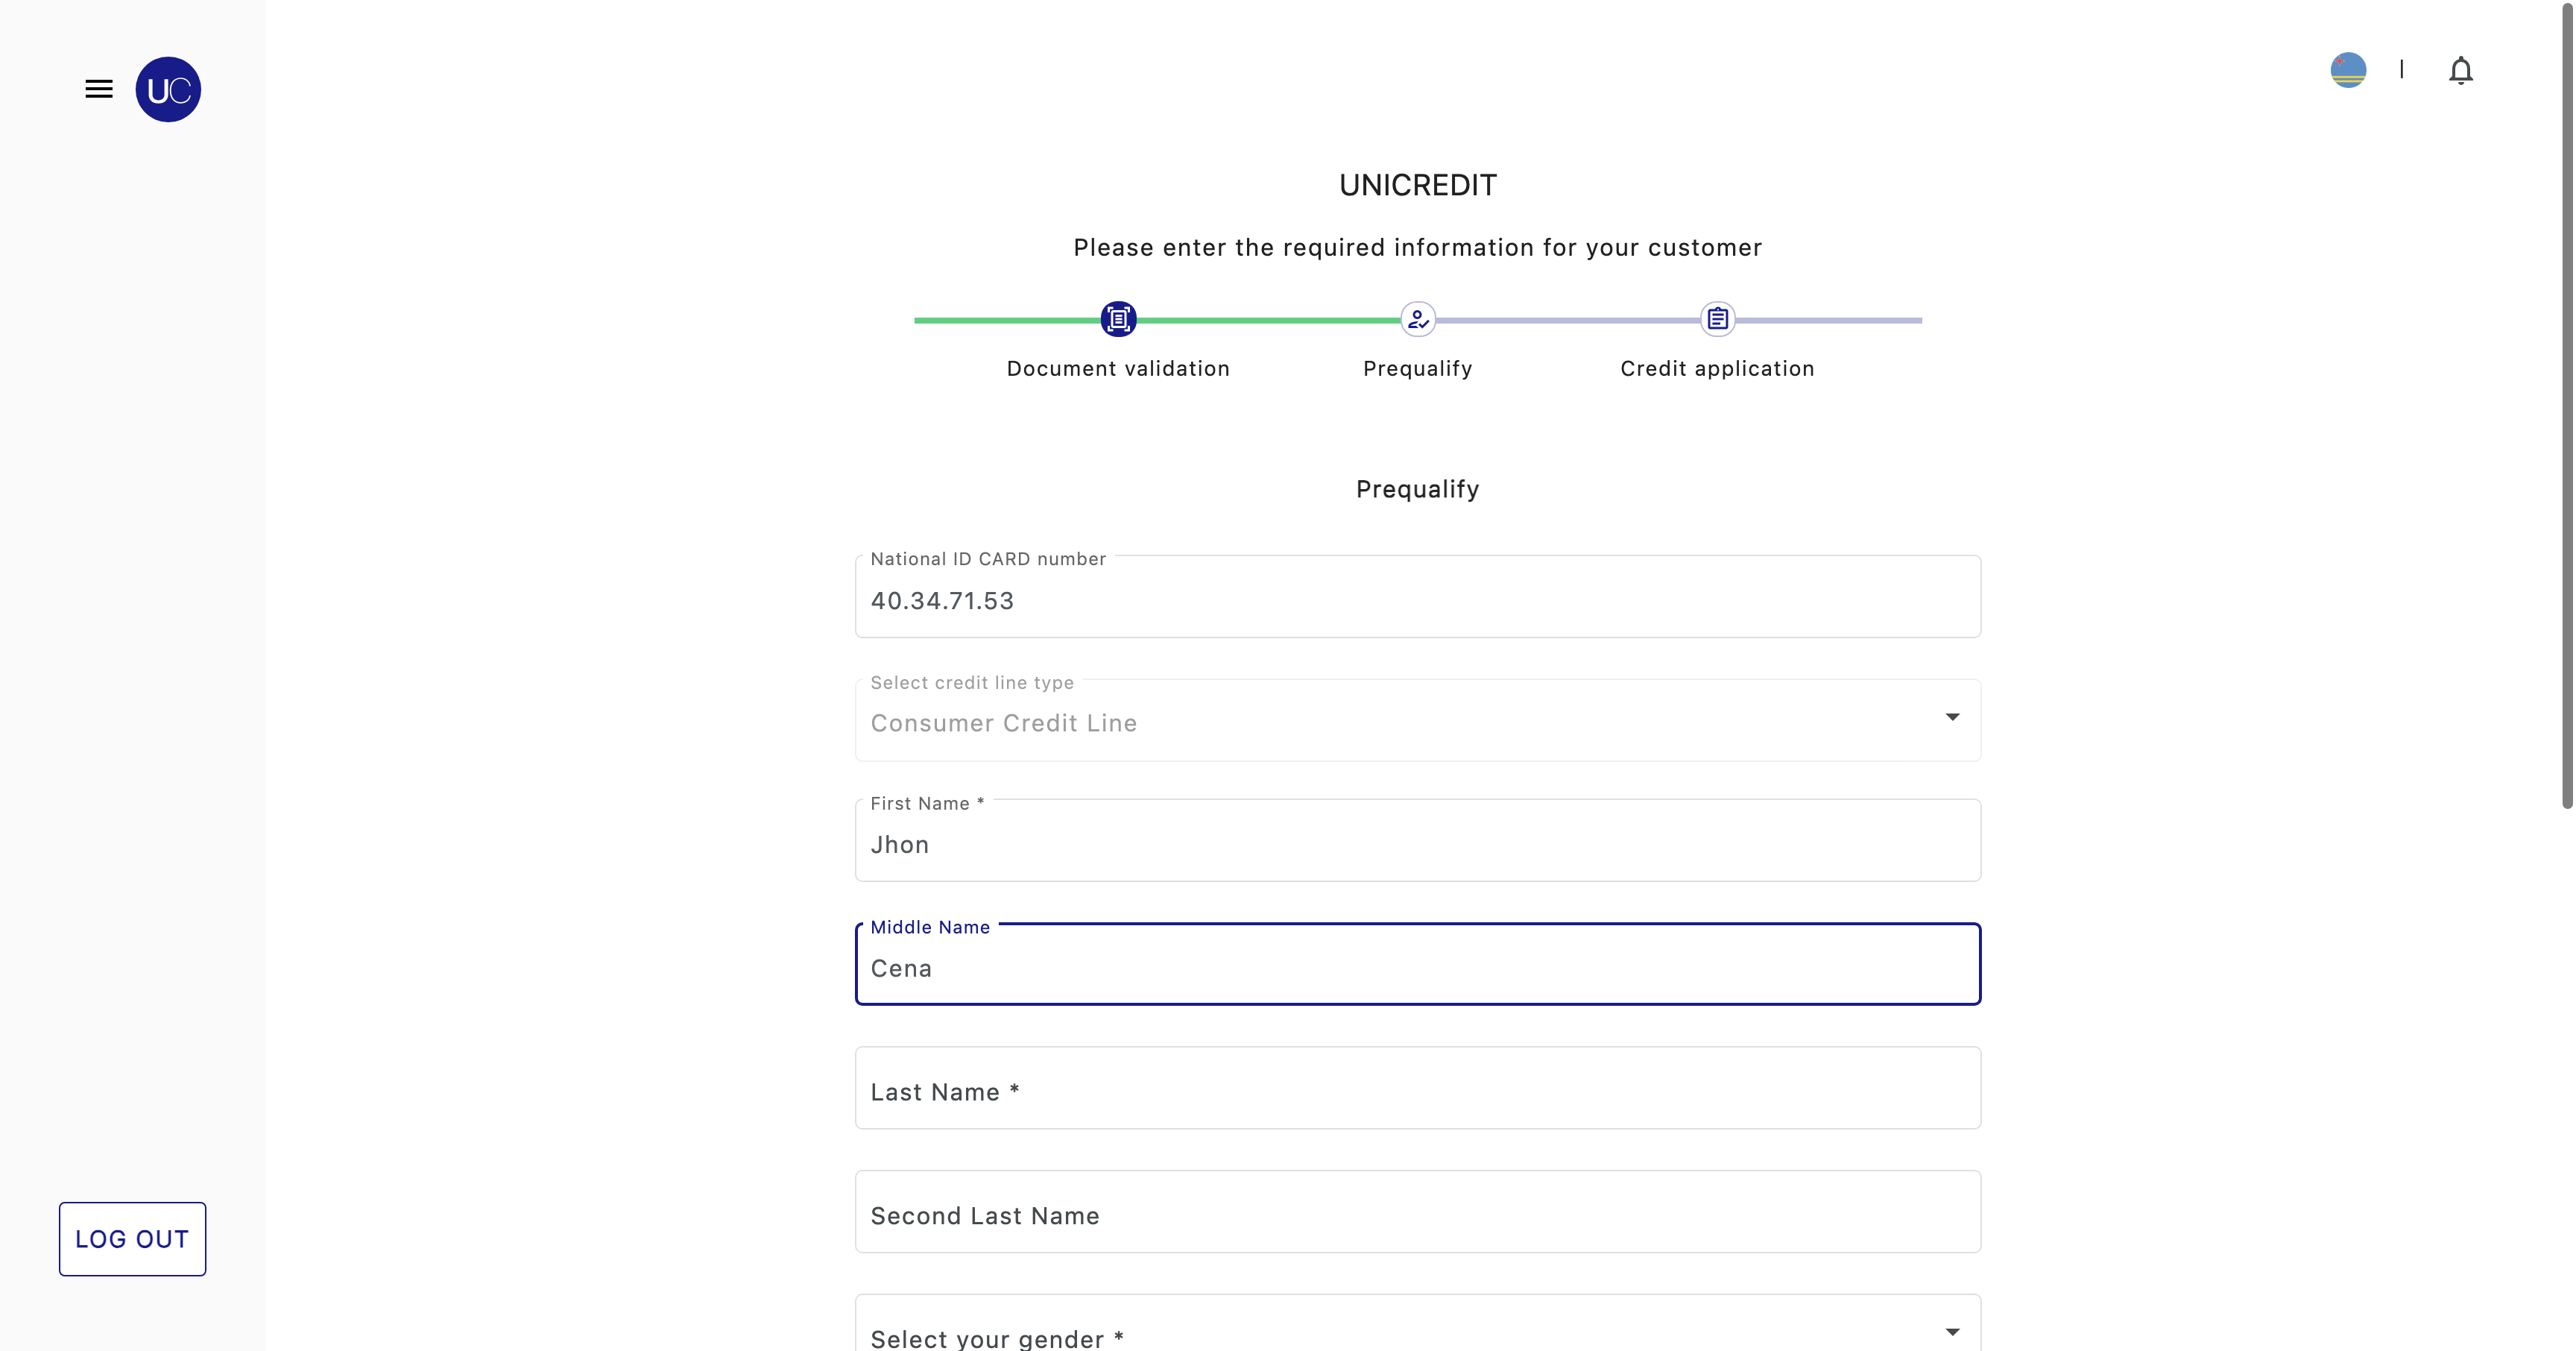 UC
UNICREDIT
Please enter the required information for your customer
Document validation
Prequalify
Credit application
Prequalify
National ID CARD number
40.34.71.53
Select credit line type
Consumer Credit Line
First Name *
Jhon
Middle Name
Cena
Last Name *
Second Last Name
Select your gender *
LOG OUT